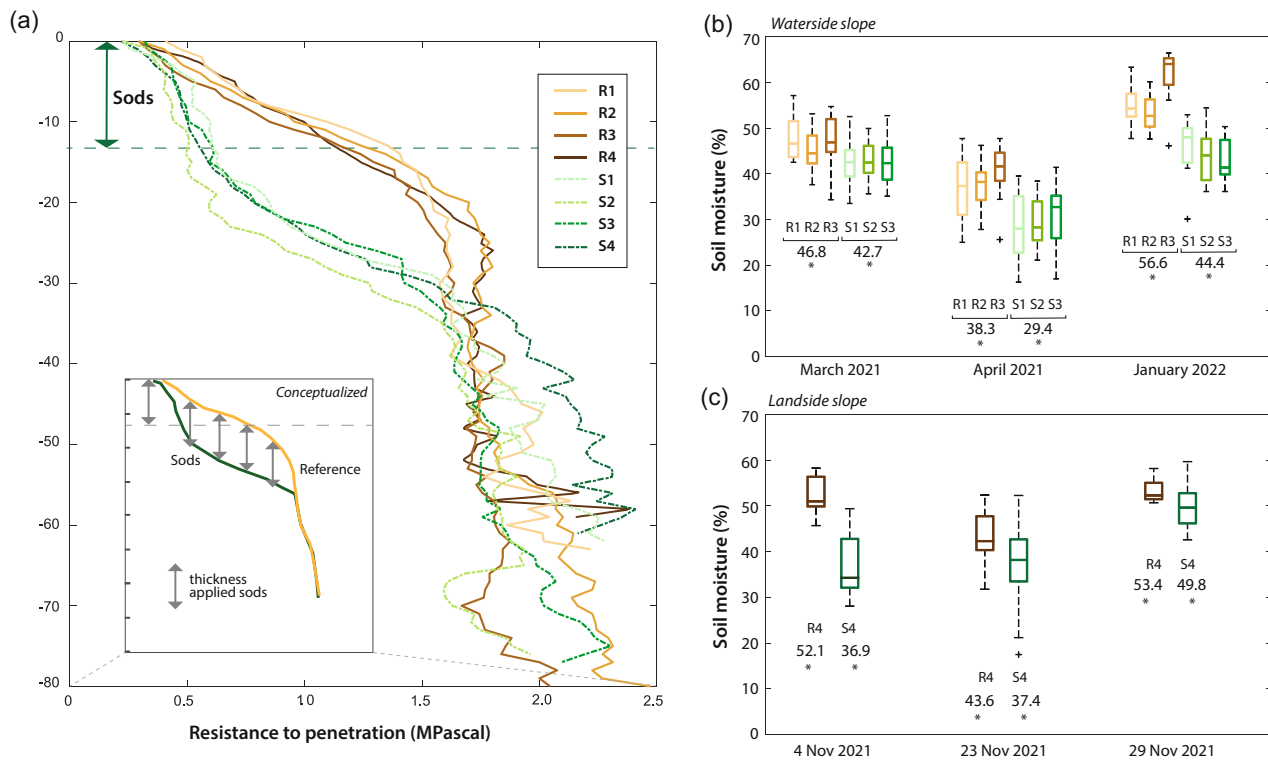 (a)
0
-10
-20
-30
-40
-50
-60
-70
-80
0
0.5
1.0
1.5
2.0
2.5
Resistance to penetration (MPascal)
Sods
R1
R2
R3
R4
S1
S2
S3
S4
Conceptualized
Sods
Reference
thickness
applied sods
(b)
Waterside slope
70
60
50
40
30
20
10
0
Soil moisture (%)
R1 R2 R3 S1 S2 S3
46.8 42.7
* *
R1 R2 R3 S1 S2 S3
38.3 29.4
* *
R1 R2 R3 S1 S2 S3
56.6 44.4
* *
March 2021
April 2021
January 2022
(c)
Landside slope
70
60
50
40
30
20
10
0
Soil moisture (%)
R4 S4
52.1 36.9
* *
R4 S4
43.6 37.4
* *
R4 S4
53.4 49.8
* *
4 Nov 2021
23 Nov 2021
29 Nov 2021